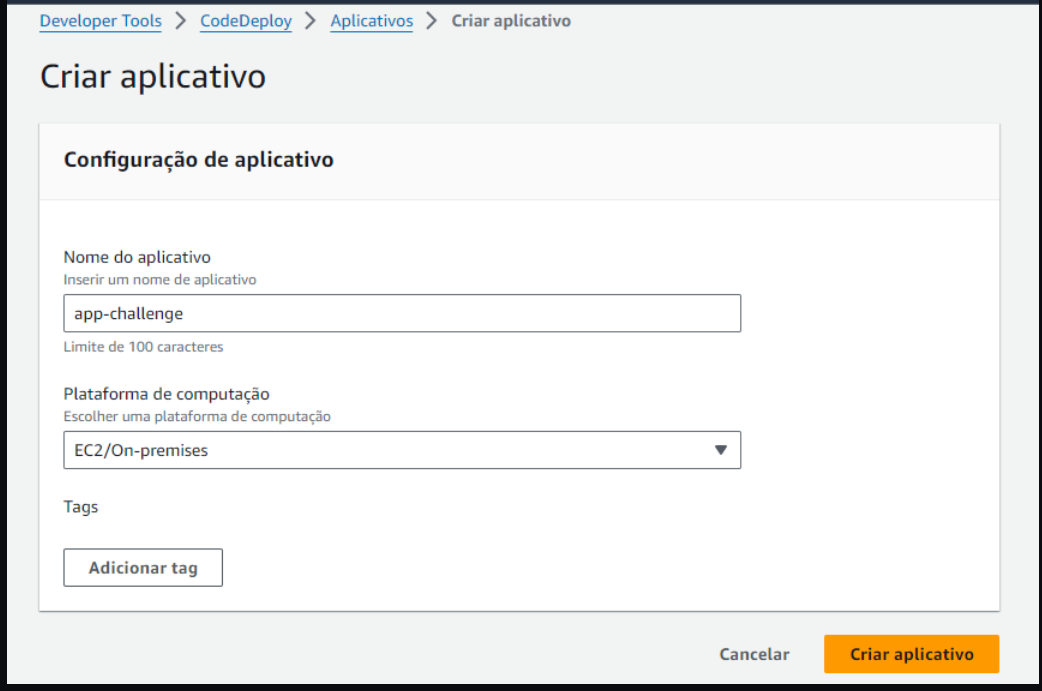 Developer Tools > CodeDeploy > Aplicativos > Criar aplicativo
Criar aplicativo
Configuração de aplicativo
Nome do aplicativo
Inserir um nome de aplicativo
app-challenge
Limite de 100 caracteres
Plataforma de computação
Escolher uma plataforma de computação
EC2/On-premises
Tags
Adicionar tag
Cancelar Criar aplicativo